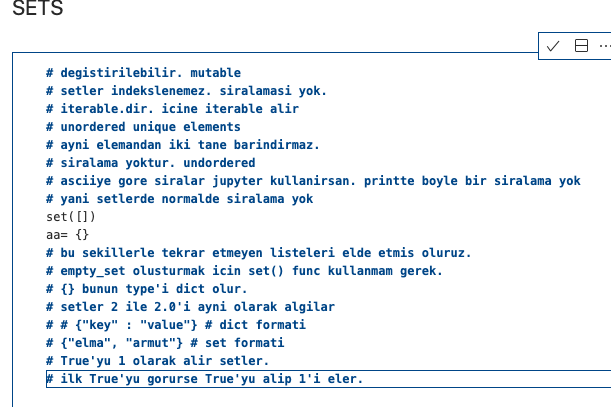 SETS
# degistirilebilir. mutable
# setler indekslenemez. siralamasi yok.
# iterable.dir. icine iterable alir
# unordered unique elements
# ayni elemandan iki tane barindirmaz.
# siralama yoktur. undordered
# asciiye gore siralar jupyter kullanirsan. printte boyle bir siralama yok
# yani setlerde normalde siralama yok
set([])
aa= {}
# bu sekillerle tekrar etmeyen listeleri elde etmis oluruz.
# empty_set olusturmak icin set() func kullanmam gerek.
# {} bunun type'i dict olur.
# setler 2 ile 2.0'i ayni olarak algilar
# # {"key" : "value"} # dict formati
# {"elma", "armut"} # set formati
# True'yu 1 olarak alir setler.
# ilk True'yu gorurse True'yu alip 1'i eler.